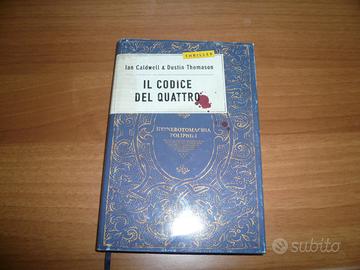 THRILLER
Ian Caldwell & Dustin Thomason
IL CODICE
DEL QUATTRO
HYPNEROTOMACHIA
POLIPHILI
subito